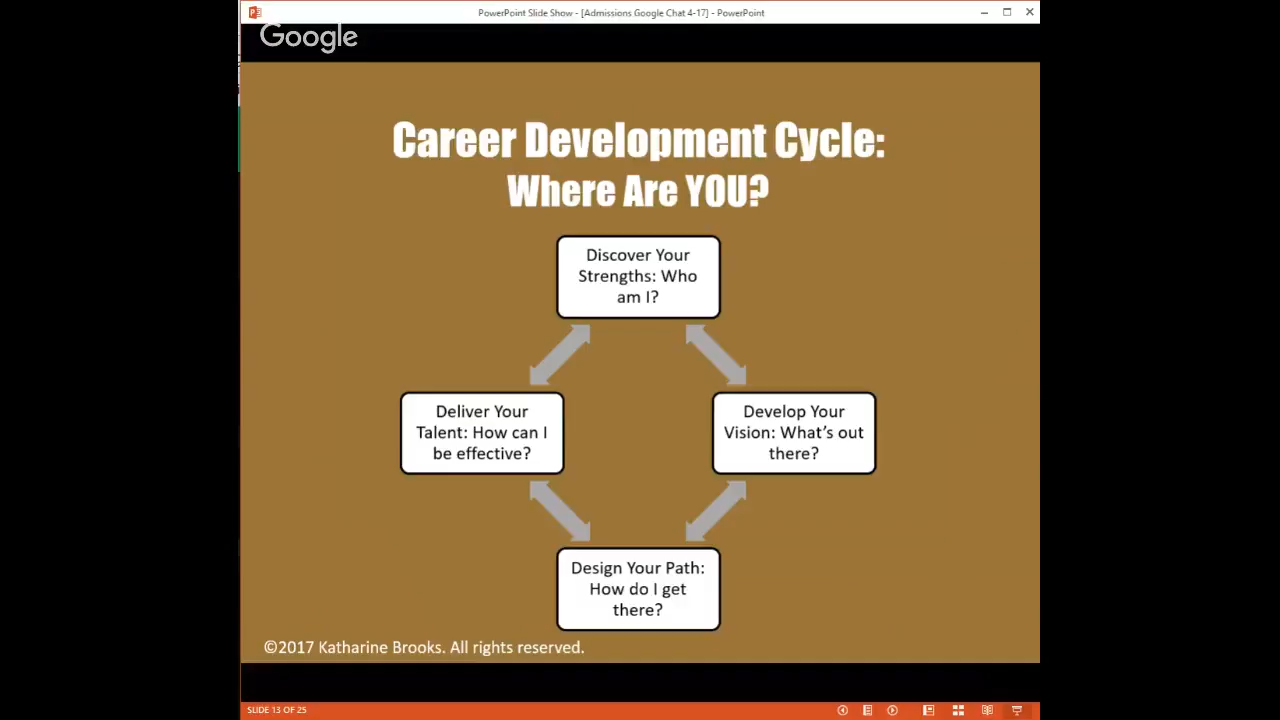 PowerPoint Slide Show - [Admissions Google Chat 4-17] - PowerPoint
Google
Career Development Cycle:
Where Are YOU?
Discover Your
Strengths: Who
am I?
Deliver Your
Talent: How can I
be effective?
Develop Your
Vision: What's out
there?
Design Your Path:
How do I get
there?
©2017 Katharine Brooks. All rights reserved.
SLIDE 13 OF 25